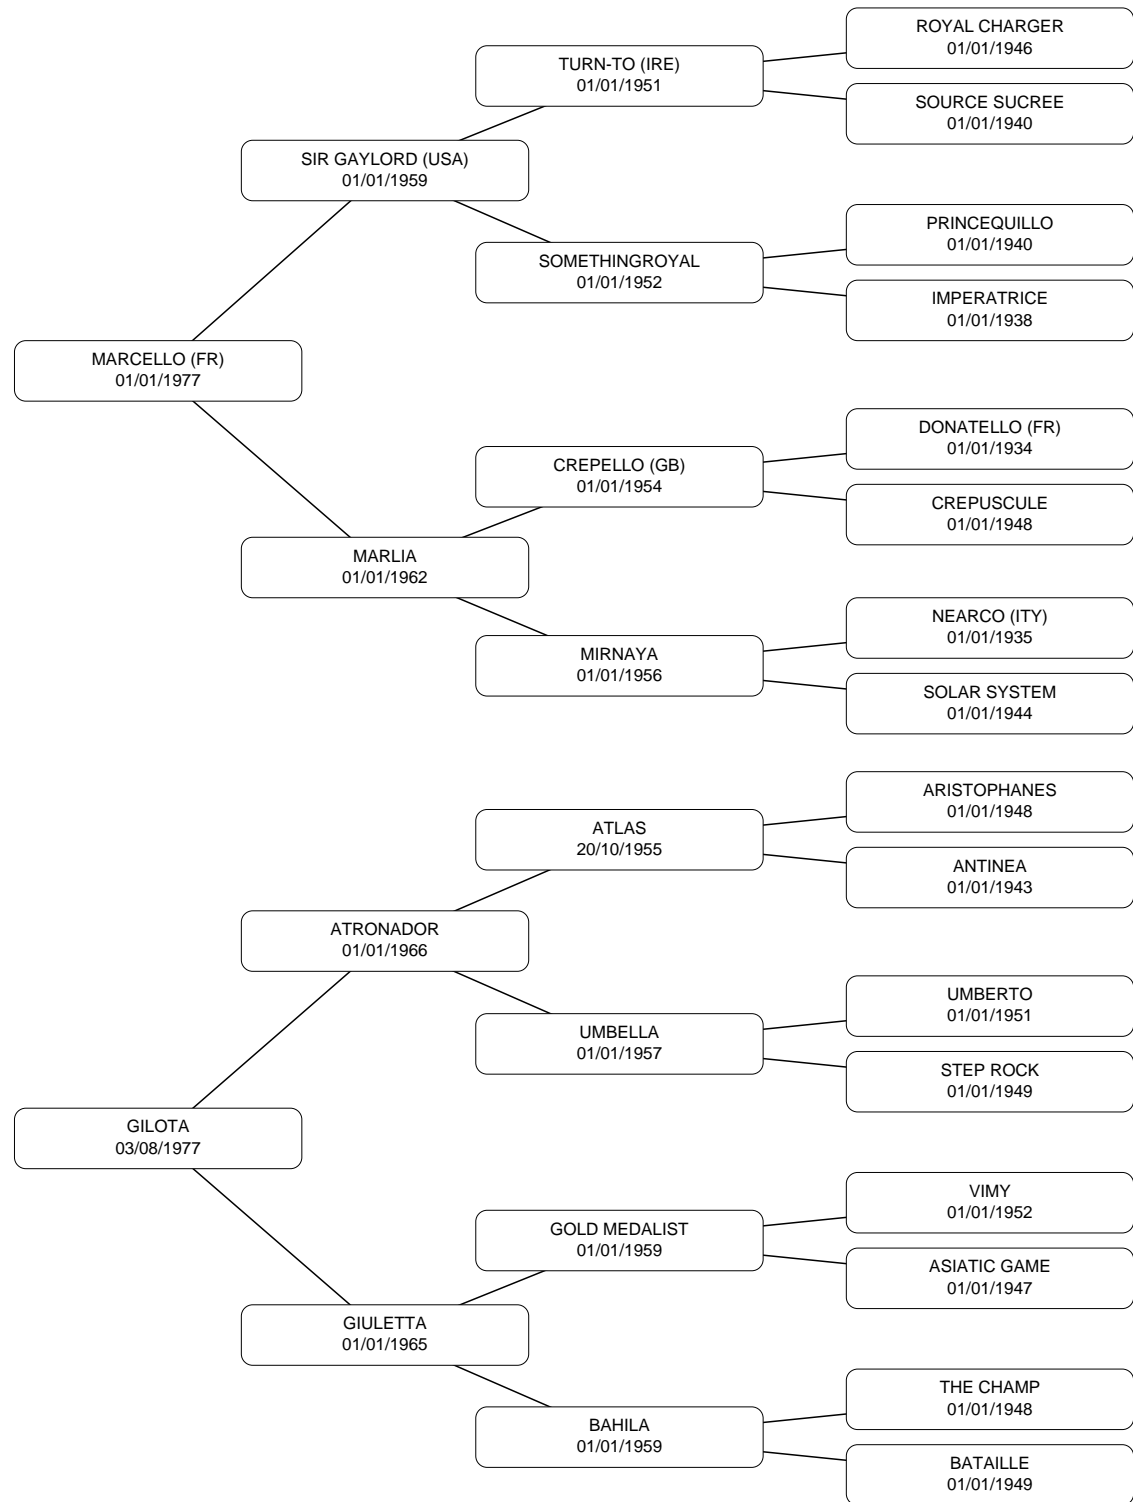 ROYAL CHARGER
01/01/1946
TURN-TO (IRE)
01/01/1951
SOURCE SUCREE
01/01/1940
SIR GAYLORD (USA)
01/01/1959
PRINCEQUILLO
01/01/1940
SOMETHINGROYAL
01/01/1952
IMPERATRICE
01/01/1938
MARCELLO (FR)
01/01/1977
DONATELLO (FR)
01/01/1934
CREPELLO (GB)
01/01/1954
CREPUSCULE
01/01/1948
MARLIA
01/01/1962
NEARCO (ITY)
01/01/1935
MIRNAYA
01/01/1956
SOLAR SYSTEM
01/01/1944
ARISTOPHANES
01/01/1948
ATLAS
20/10/1955
ANTINEA
01/01/1943
ATRONADOR
01/01/1966
UMBERTO
01/01/1951
UMBELLA
01/01/1957
STEP ROCK
01/01/1949
GILOTA
03/08/1977
VIMY
01/01/1952
GOLD MEDALIST
01/01/1959
ASIATIC GAME
01/01/1947
GIULETTA
01/01/1965
THE CHAMP
01/01/1948
BAHILA
01/01/1959
BATAILLE
01/01/1949